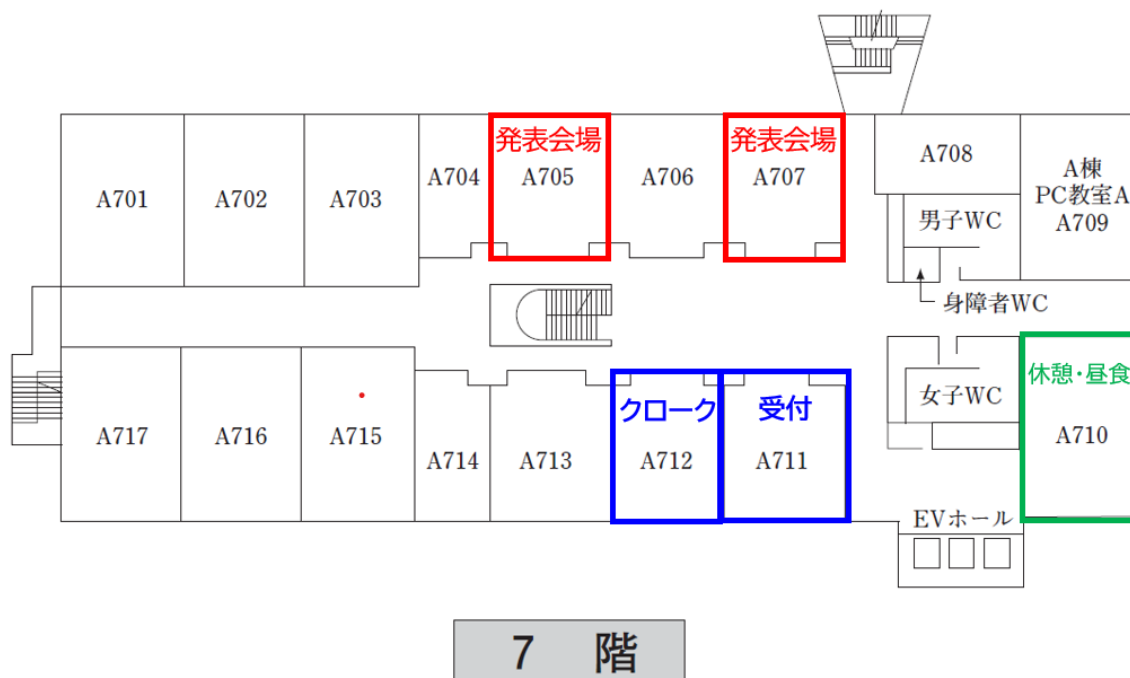 発表会場
発表会場
A701
A702
A703
A704
A705
A706
A707
A708
A棟
PC教室A
A709
男子WC
身障者WC
休憩・昼食
クローク
受付
女子WC
A717
A716
A715
A714
A713
A712
A711
A710
EVホール
7 階